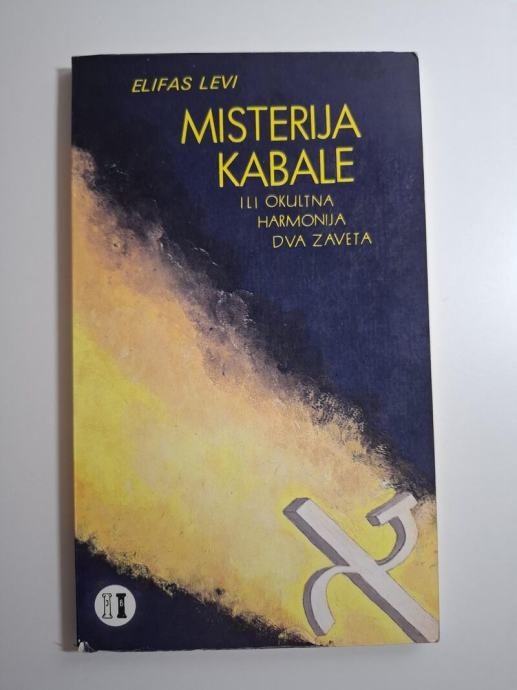 ELIFAS LEVI
MISTERIJA
KABALE
ILI OKULTNA
HARMONIJA
DVA ZAVETA
א